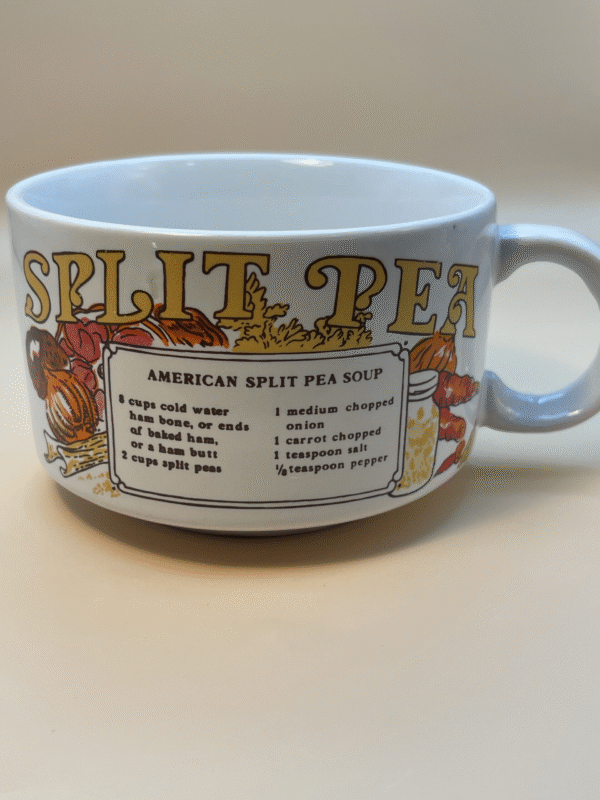 SPLIT PEA
AMERICAN SPLIT PEA SOUP
8 cups cold water
ham bone, or ends
of baked ham,
or a ham butt
2 cups split peas
1 medium chopped
onion
1 carrot chopped
1 teaspoon salt
⅛ teaspoon pepper